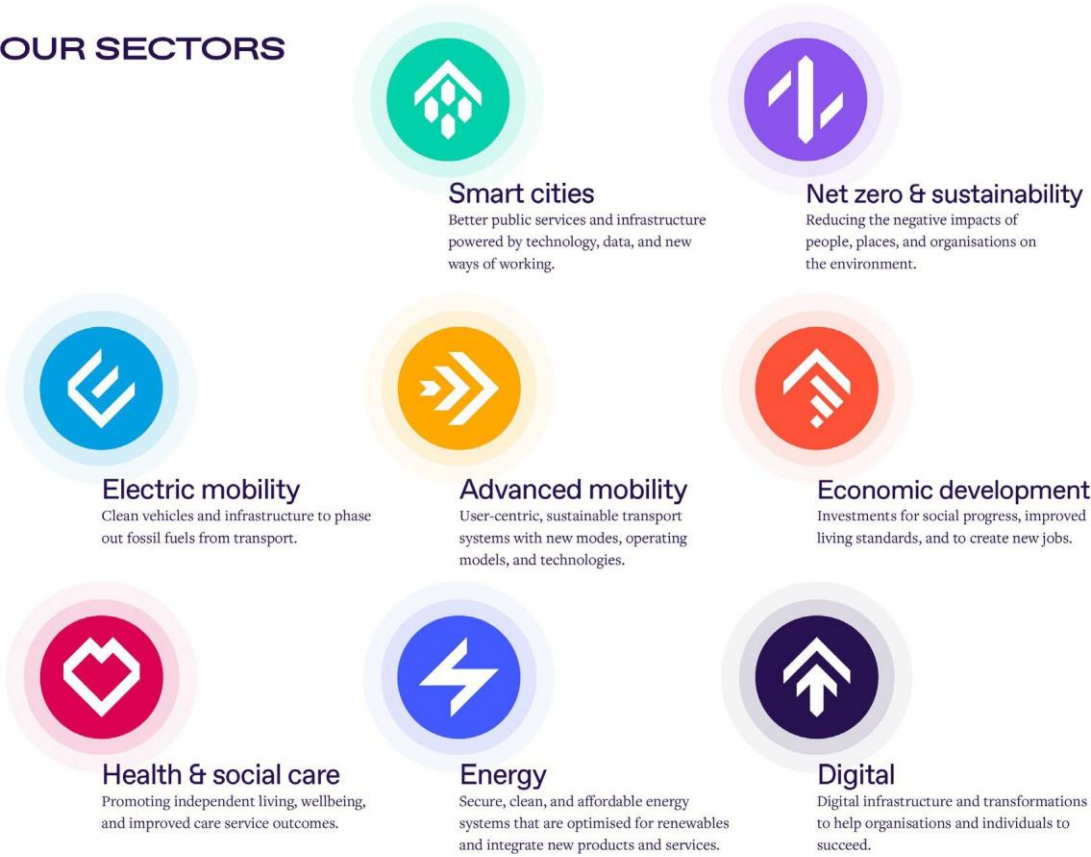 OUR SECTORS
Smart cities
Better public services and infrastructure
powered by technology, data, and new
ways of working.
Net zero & sustainability
Reducing the negative impacts of
people, places, and organisations on
the environment.
Electric mobility
Clean vehicles and infrastructure to phase
out fossil fuels from transport.
Advanced mobility
User-centric, sustainable transport
systems with new modes, operating
models, and technologies.
Economic development
Investments for social progress, improved
living standards, and to create new jobs.
Health & social care
Promoting independent living, wellbeing,
and improved care service outcomes.
Energy
Secure, clean, and affordable energy
systems that are optimised for renewables
and integrate new products and services.
Digital
Digital infrastructure and transformations
to help organisations and individuals to
succeed.